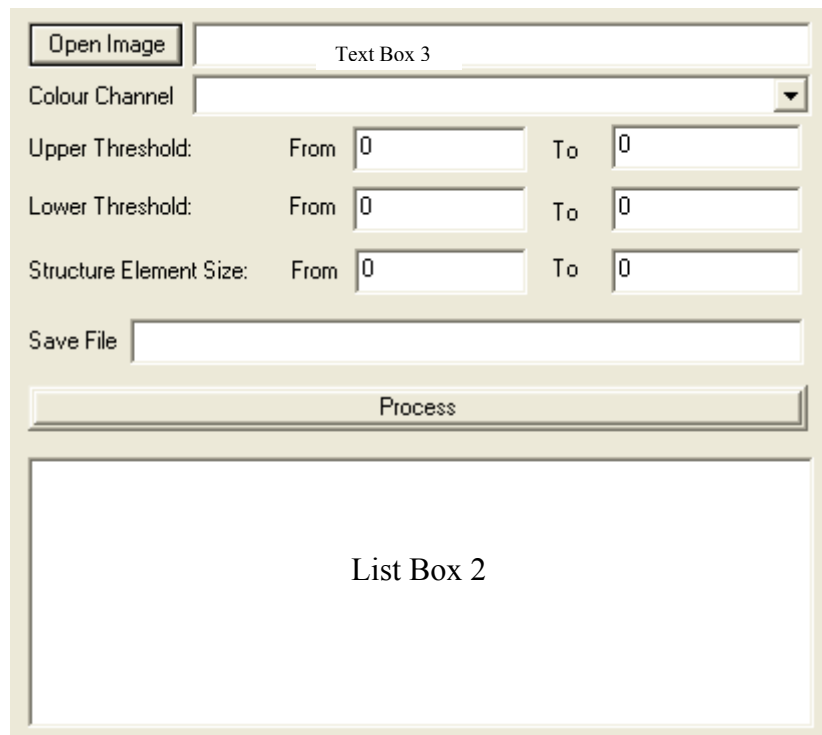 Open Image Text Box 3
Colour Channel
Upper Threshold: From 0 To 0
Lower Threshold: From 0 To 0
Structure Element Size: From 0 To 0
Save File
Process
List Box 2